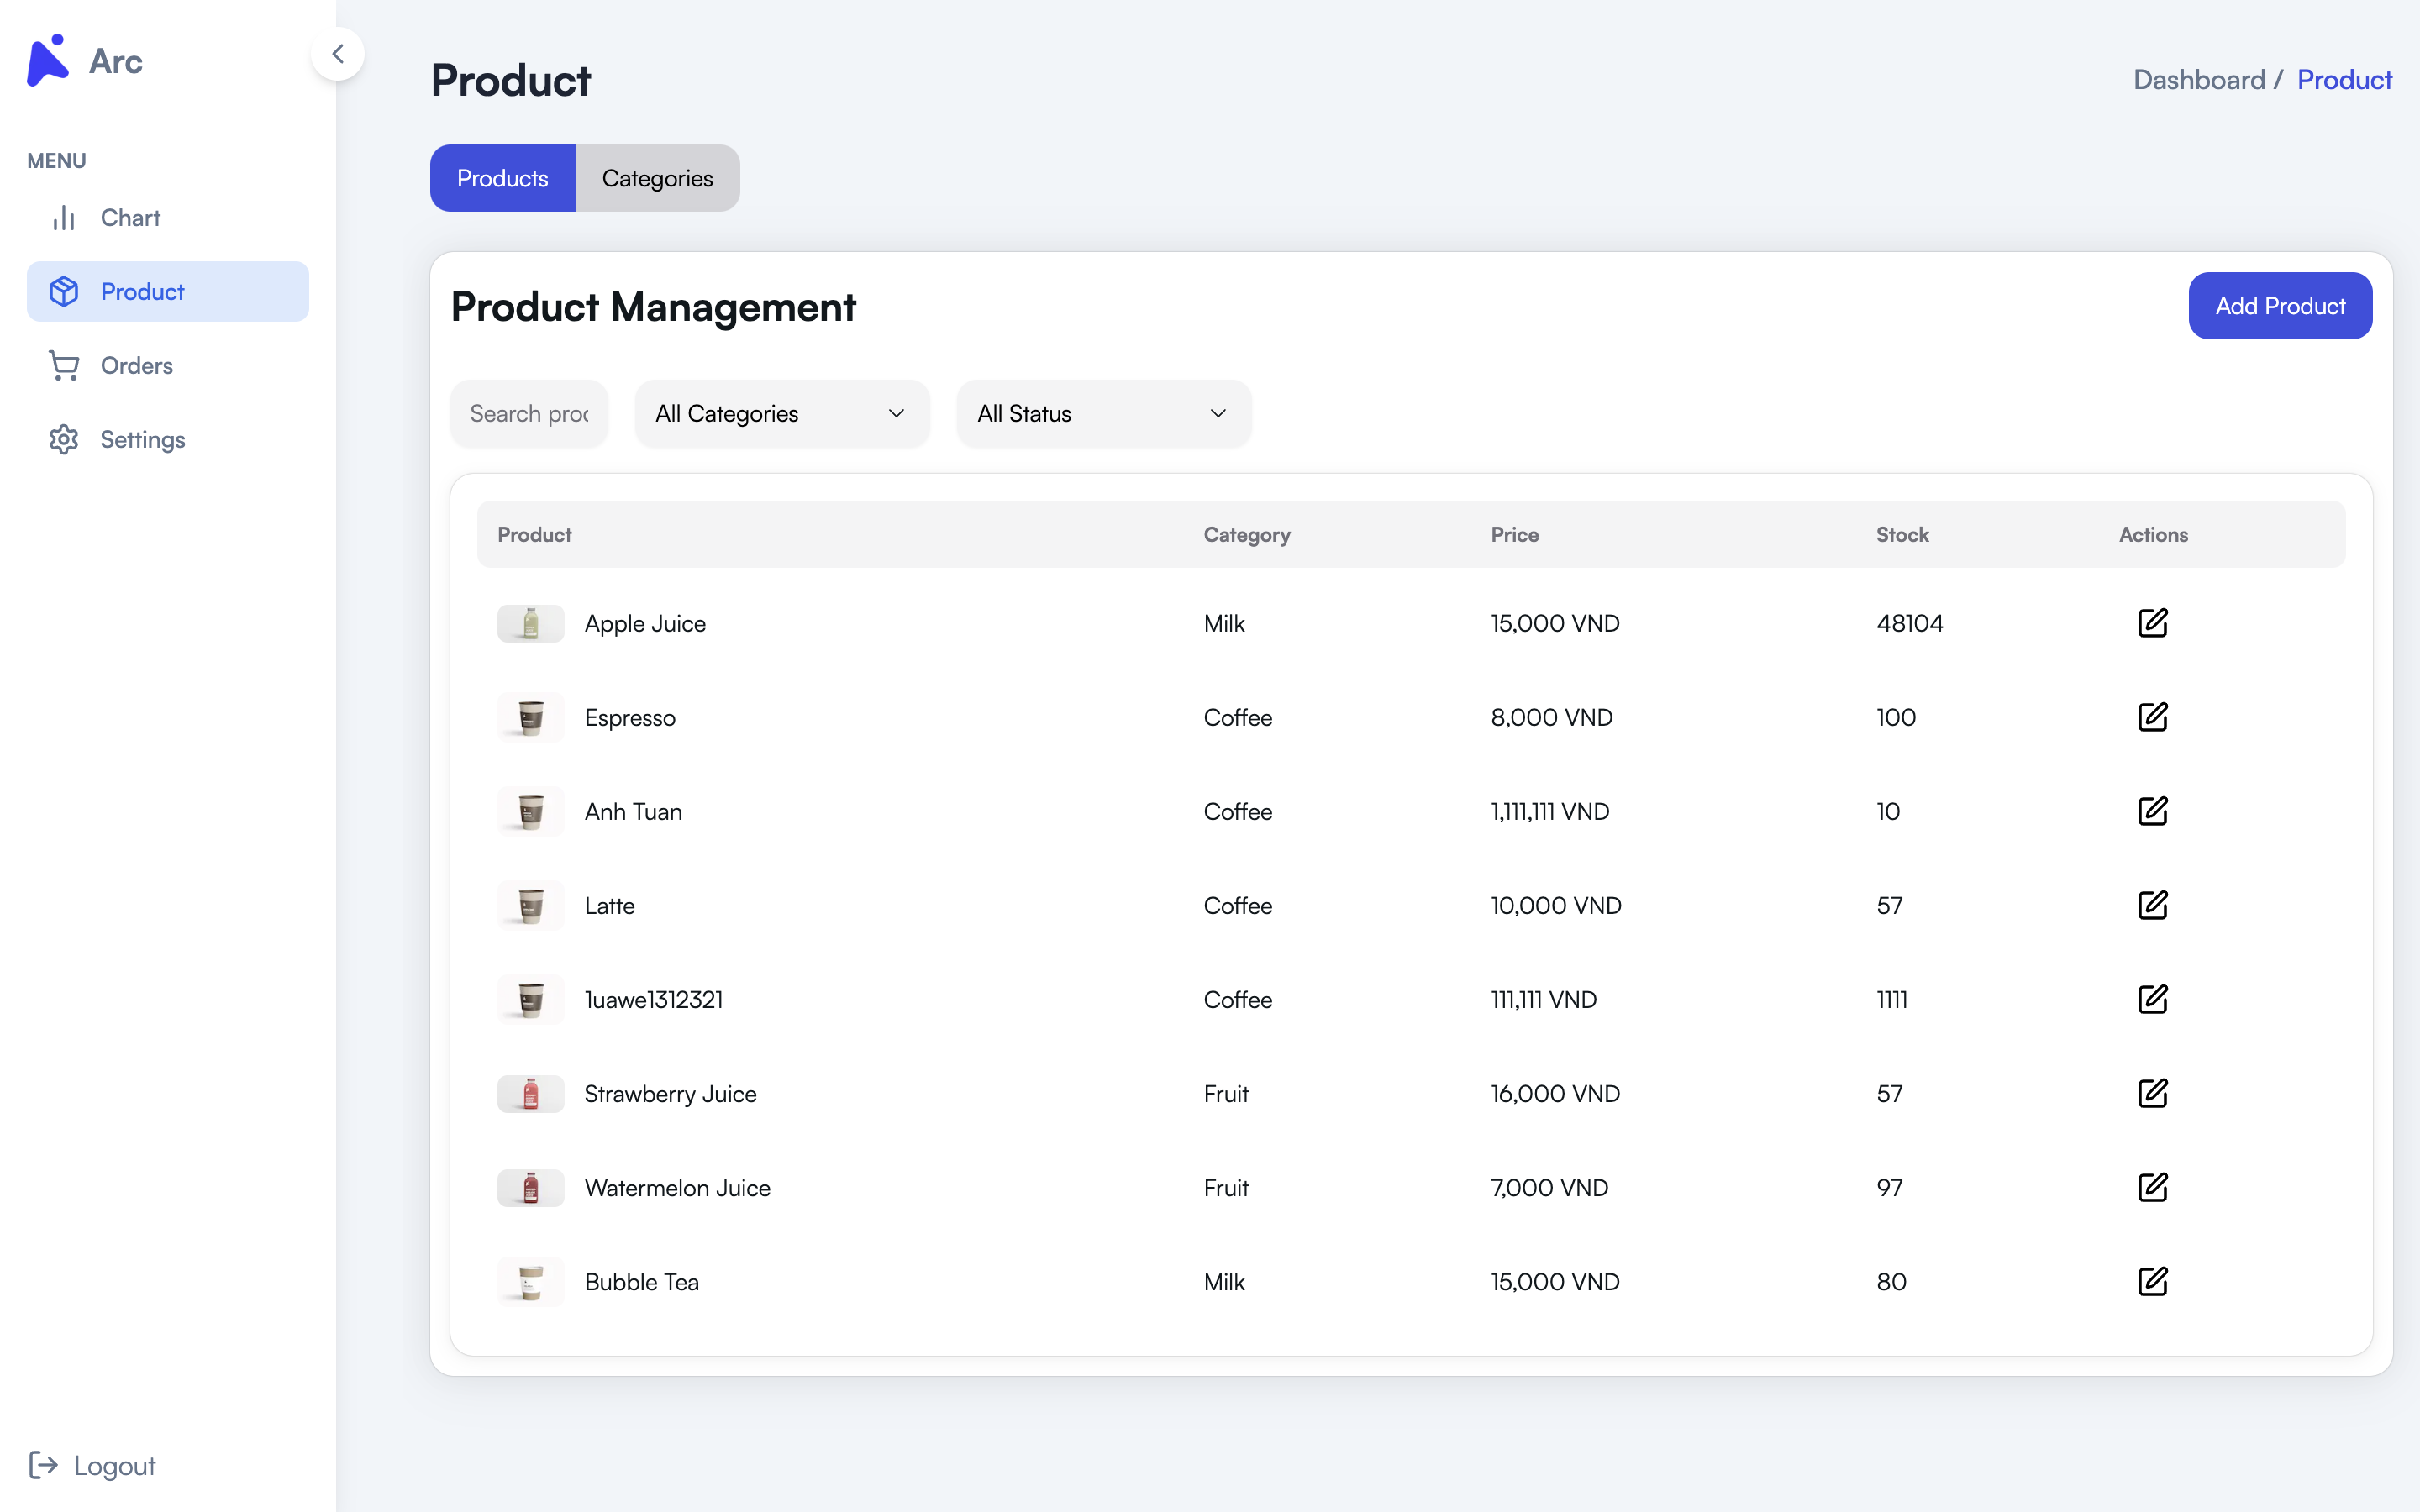 Arc
MENU
Chart
Product
Orders
Settings
Logout
Product
Dashboard / Product
Products Categories
Product Management
Add Product
Search proc
All Categories
All Status
Product Category Price Stock Actions
Apple Juice Milk 15,000 VND 48104
Espresso Coffee 8,000 VND 100
Anh Tuan Coffee 1,111,111 VND 10
Latte Coffee 10,000 VND 57
1uawe1312321 Coffee 111,111 VND 1111
Strawberry Juice Fruit 16,000 VND 57
Watermelon Juice Fruit 7,000 VND 97
Bubble Tea Milk 15,000 VND 80